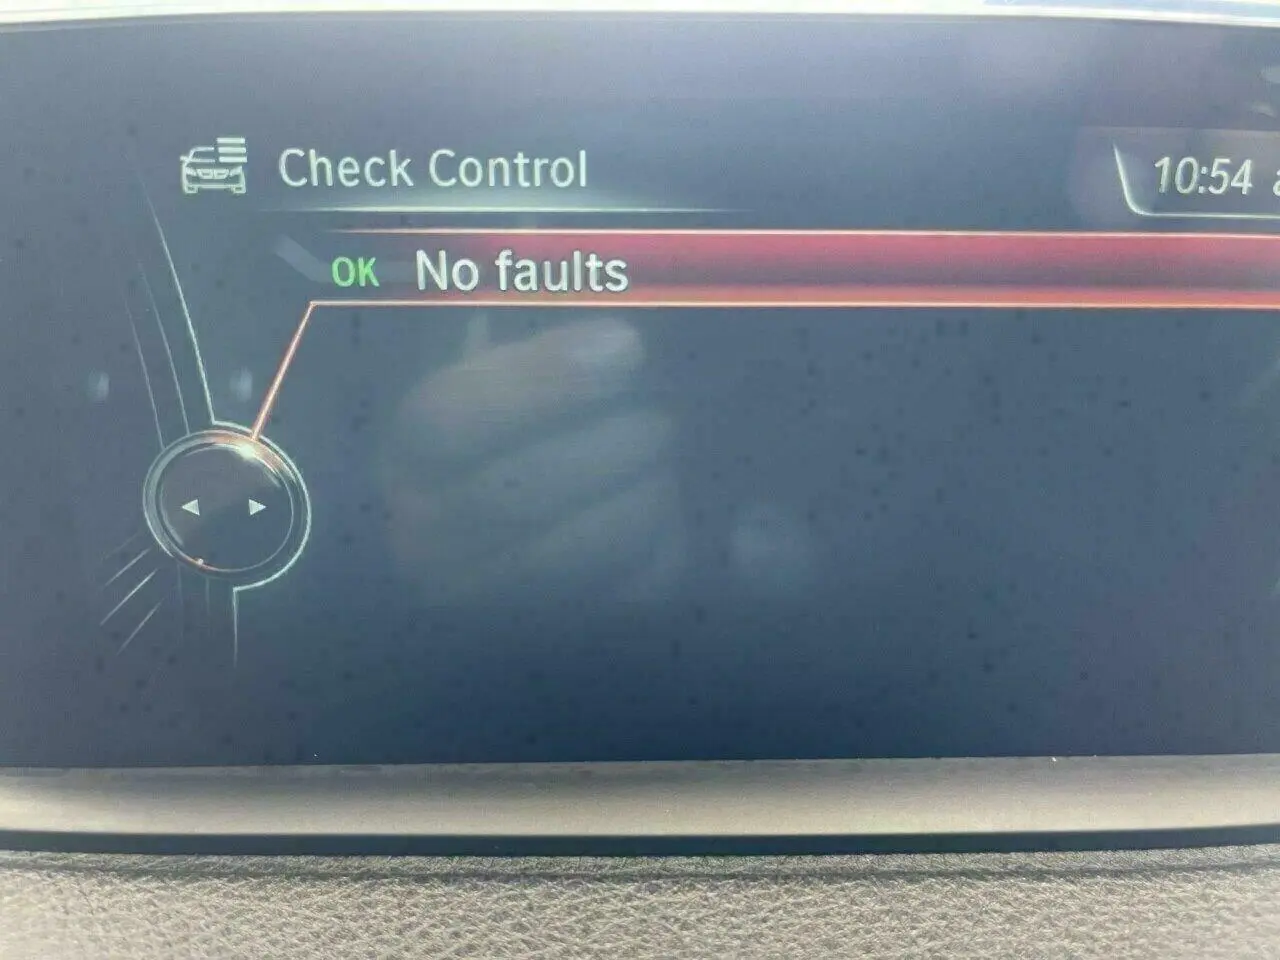 Check Control
10:54
OK No faults